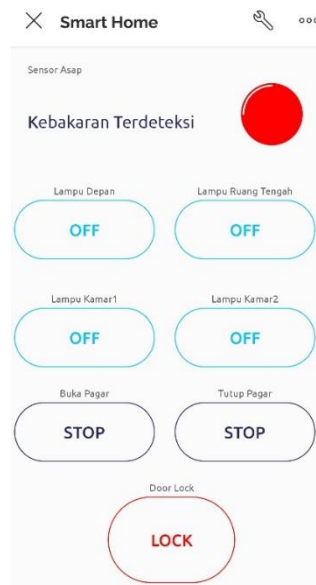 Smart Home
Sensor Asap
Kebakaran Terdeteksi
Lampu Depan
Lampu Ruang Tengah
OFF
OFF
Lampu Kamar1
Lampu Kamar2
OFF
OFF
Buka Pagar
Tutup Pagar
STOP
STOP
Door Lock
LOCK